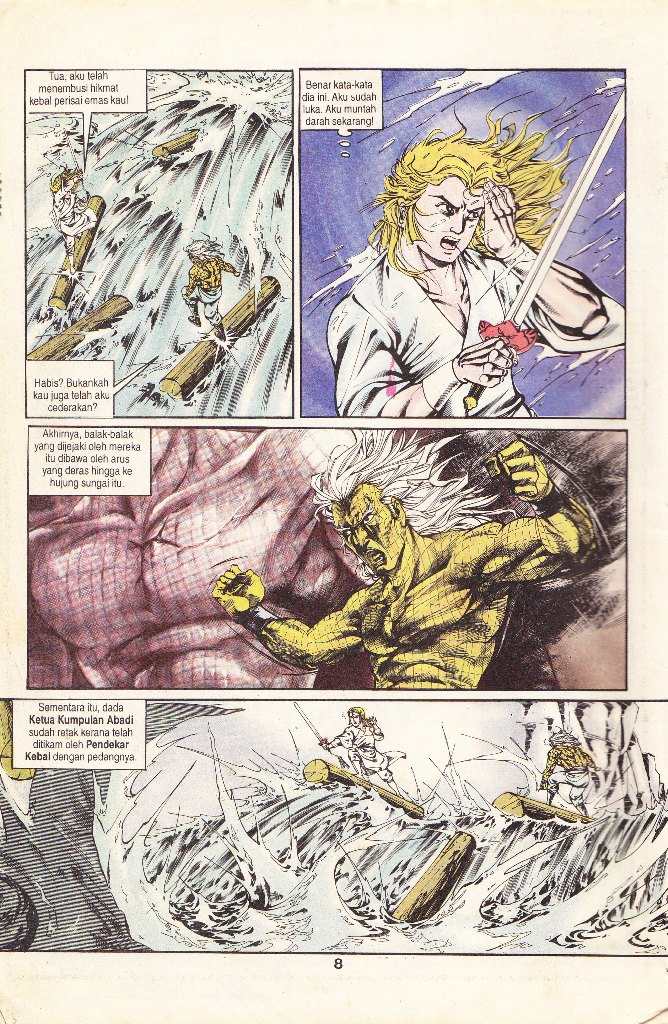 Tua, aku telah
menembusi hikmat
kebal perisai emas kau!
Benar kata-kata
dia ini. Aku sudah
luka. Aku muntah
darah sekarang!
Habis? Bukankah
kau juga telah aku
cederakan?
Akhirnya, balak-balak
yang dijejaki oleh mereka
itu dibawa oleh arus
yang deras hingga ke
hujung sungai itu.
Sementara itu, dada
Ketua Kumpulan Abadi
sudah retak kerana telah
ditikam oleh Pendekar
Kebal dengan pedangnya.
8